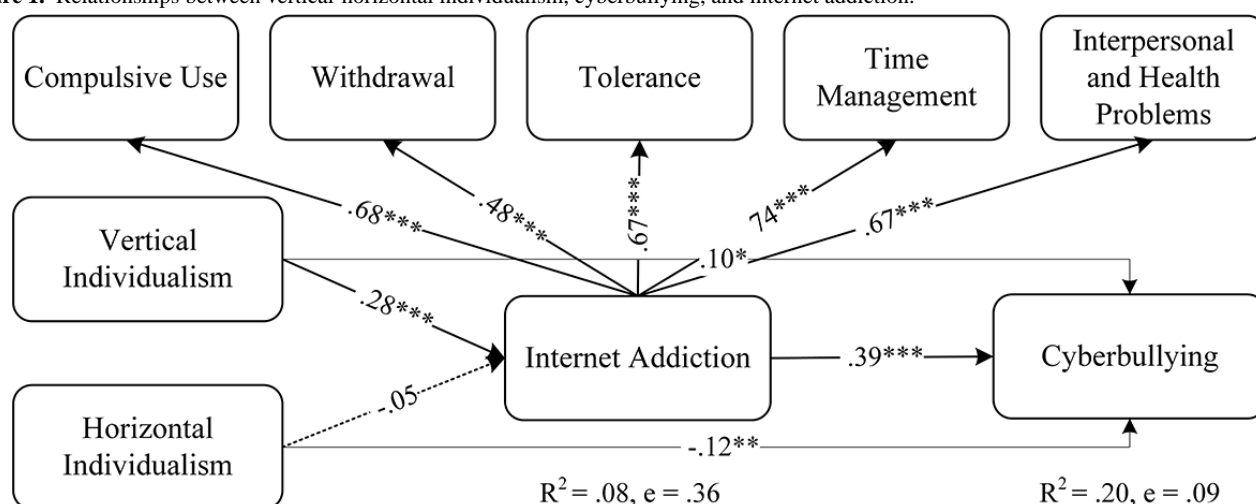 Relationships between vertical-horizontal individualism, cyberbullying, and internet addiction.
Compulsive Use
Withdrawal
Tolerance
Time
Management
Interpersonal
and Health
Problems
.68***
.48***
.67***
74***
.67***
Vertical
Individualism
.10*
.28***
Internet Addiction
.39***
Cyberbullying
-.05
Horizontal
Individualism
-.12**
R² = .08, e = .36
R² = .20, e = .09